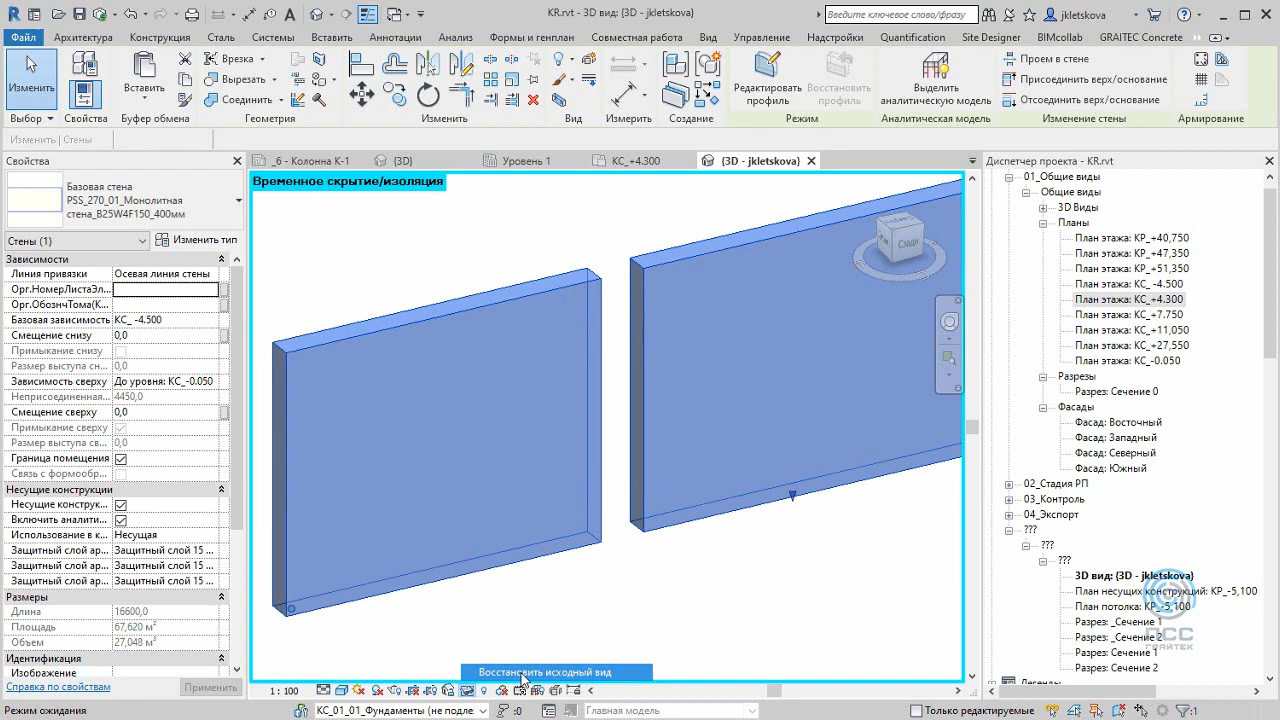 KR.rvt - 3D вид: {3D - jkletskova}
Введите ключевое слово/фразу
jkletskova
Файл
Архитектура
Конструкция
Сталь
Системы
Вставить
Аннотации
Анализ
Формы и генплан
Совместная работа
Вид
Управление
Надстройки
Quantification
Site Designer
BIMcollab
GRAITEC Concrete
Изменить
Вставить
Врезка
Вырезать
Соединить
Редактировать
профиль
Восстановить
профиль
Выделить
аналитическую модель
Проем в стене
Присоединить верх/основание
Отсоединить верх/основание
Выбор
Свойства
Буфер обмена
Геометрия
Изменить
Вид
Измерить
Создание
Режим
Аналитическая модель
Изменение стены
Армирование
Изменить | Стены
Свойства
_6 - Колонна К-1
{3D}
Уровень 1
КС_+4.300
{3D - jkletskova}
Диспетчер проекта - KR.rvt
Базовая стена
PSS_270_01_Монолитная
стена_B25W4F150_400мм
Стены (1)
Изменить тип
Зависимости
Линия привязки
Осевая линия стены
Орг.НомерЛистаЭл...
Орг.ОбознТома(К...
Базовая зависимость
КС_ -4.500
Смещение снизу
0,0
Примыкание снизу
Размер выступа сн...
0,0
Зависимость сверху
До уровня: КС_-0.050
Неприсоединенная...
4450,0
Смещение сверху
0,0
Примыкание сверху
Размер выступа св...
0,0
Граница помещения
Связь с формообр...
Несущие конструкции
Несущие конструк...
Включить аналити...
Использование в к...
Несущая
Защитный слой ар...
Защитный слой 15 ...
Защитный слой ар...
Защитный слой 15 ...
Защитный слой ар...
Защитный слой 15 ...
Размеры
Длина
16600,0
Площадь
67,620 м²
Объем
27,048 м³
Идентификация
Изображение
Справка по свойствам
Применить
Временное скрытие/изоляция
Сзади
Восстановить исходный вид
1 : 100
01_Общие виды
Общие виды
3D Виды
Планы
План этажа: КР_+40,750
План этажа: КР_+47,350
План этажа: КР_+51,350
План этажа: КС_-4.500
План этажа: КС_+4.300
План этажа: КС_+7.750
План этажа: КС_+11,050
План этажа: КС_+27,550
План этажа: КС_-0.050
Разрезы
Разрез: Сечение 0
Фасады
Фасад: Восточный
Фасад: Западный
Фасад: Северный
Фасад: Южный
02_Стадия РП
03_Контроль
04_Экспорт
???
???
???
3D вид: {3D - jkletskova}
План несущих конструкций: КР_-5,100
План потолка: КР_-5,100
Разрез: _Сечение 1
Разрез: _Сечение 2
Разрез: Сечение 1
Разрез: Сечение 2
Легенды
ПСС
ГРАЙТЕК
Режим ожидания
КС_01_01_Фундаменты (не подле
:0
Главная модель
Только редактируемые
:1